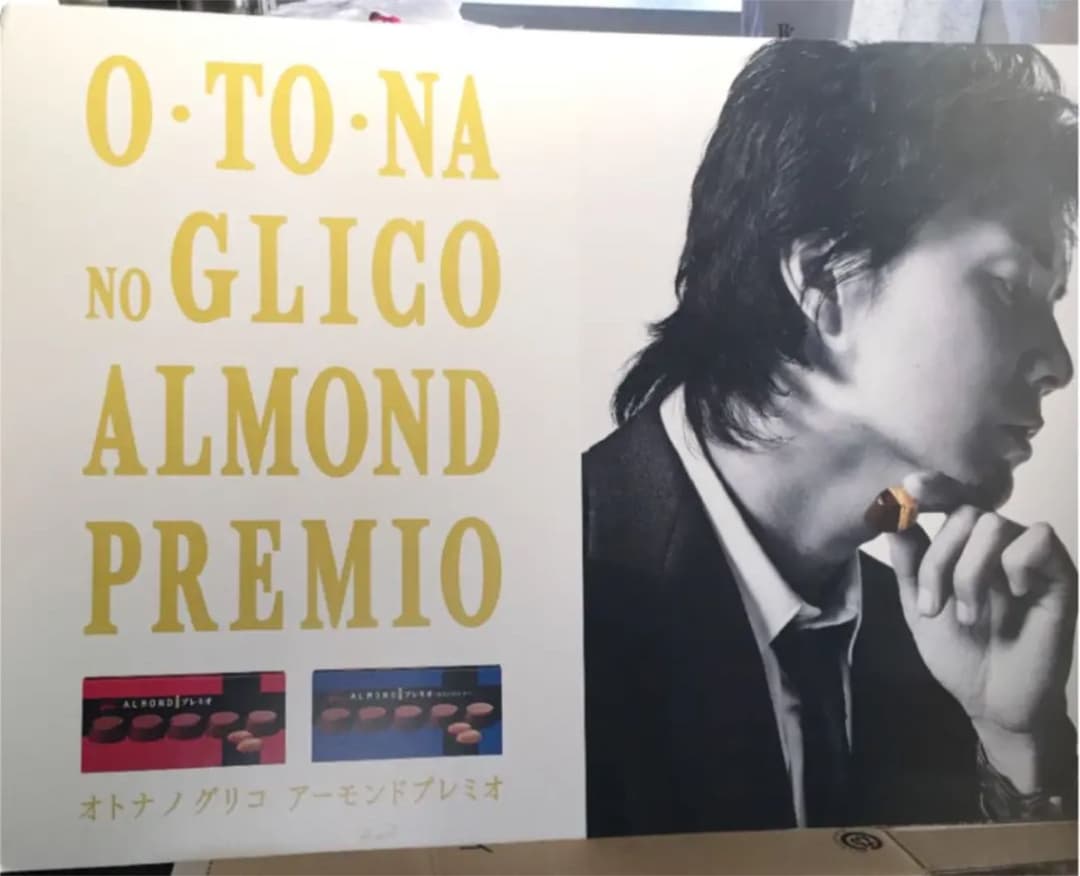 O·TO·NA
NO GLICO
ALMOND
PREMIO
ALMOND プレミオ
ALMOND プレミオ
オトナノグリコ アーモンドプレミオ